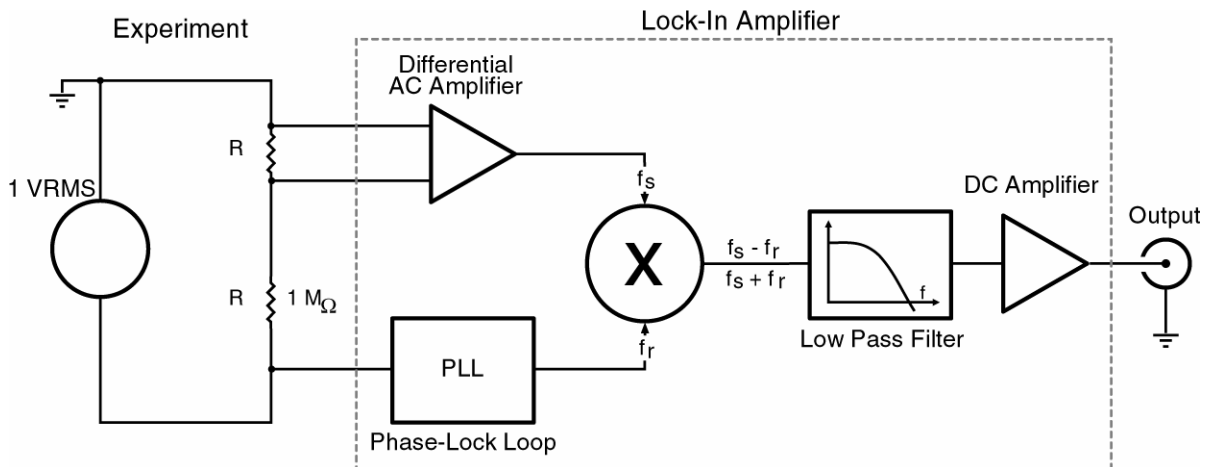 Experiment
Lock-In Amplifier
Differential
AC Amplifier
R
1 VRMS
fs
DC Amplifier
Output
X
fs - fr
fs + fr
f
R
1 MΩ
Low Pass Filter
fr
PLL
Phase-Lock Loop